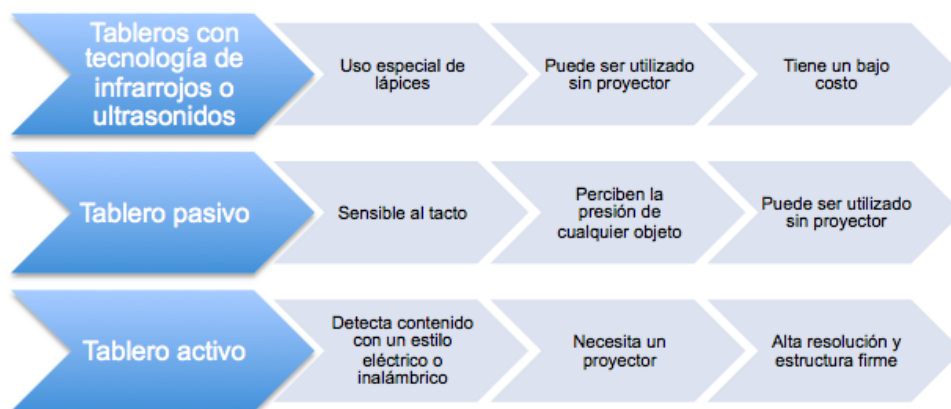 Tableros con
tecnología de
infrarrojos o
ultrasonidos
Uso especial de
lápices
Puede ser utilizado
sin proyector
Tiene un bajo
costo
Tablero pasivo
Sensible al tacto
Perciben la
presión de
cualquier objeto
Puede ser utilizado
sin proyector
Tablero activo
Detecta contenido
con un estilo
eléctrico o
inalámbrico
Necesita un
proyector
Alta resolución y
estructura firme